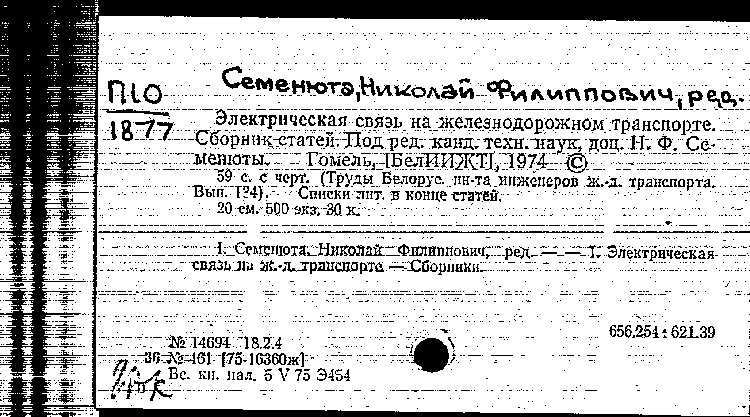 Семенюта, Николай Филиппович, ред.
П10
1877
Электрическая связь на железнодорожном транспорте.
Сборник статей. Под ред. канд. техн. наук, доц. Н. Ф. Се-
менюты. Гомель, [БелИИЖТ], 1974 ©
59 с. с черт. (Труды Белорус. ин-та инженеров ж.-д. транспорта.
Вып. 124). Списки лит. в конце статей.
20 см. 500 экз. 30 к.
I. Семенюта, Николай Филиппович, ред. — — 1. Электрическая
связь на ж.-д. транспорте — Сборники.
656.254 : 621.39
№ 14694 18.2.4
36 № 461 [75-16360ж]
Вс. кн. пал. 5 V 75 Э454